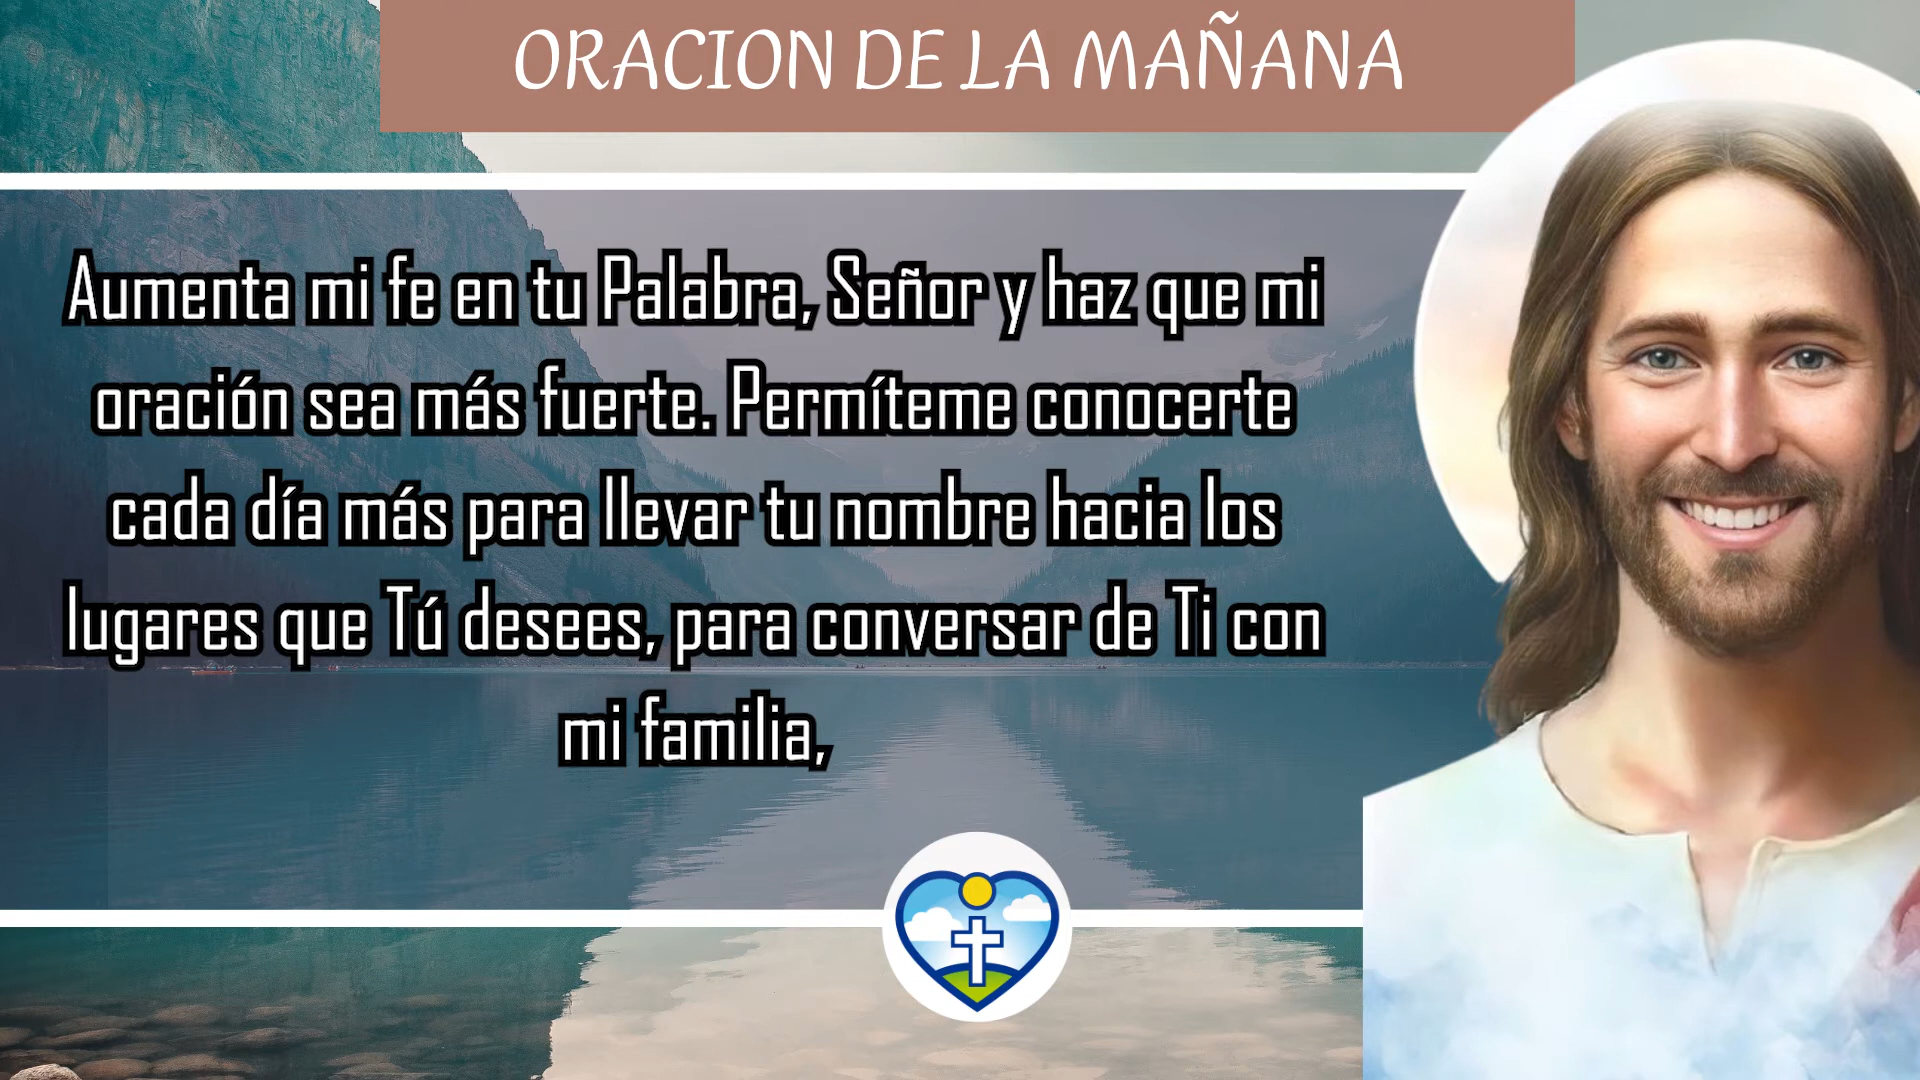 ORACION DE LA MAÑANA
Aumenta mi fe en tu Palabra, Señor y haz que mi
oración sea más fuerte. Permíteme conocerte
cada día más para llevar tu nombre hacia los
lugares que Tú desees, para conversar de Ti con
mi familia,